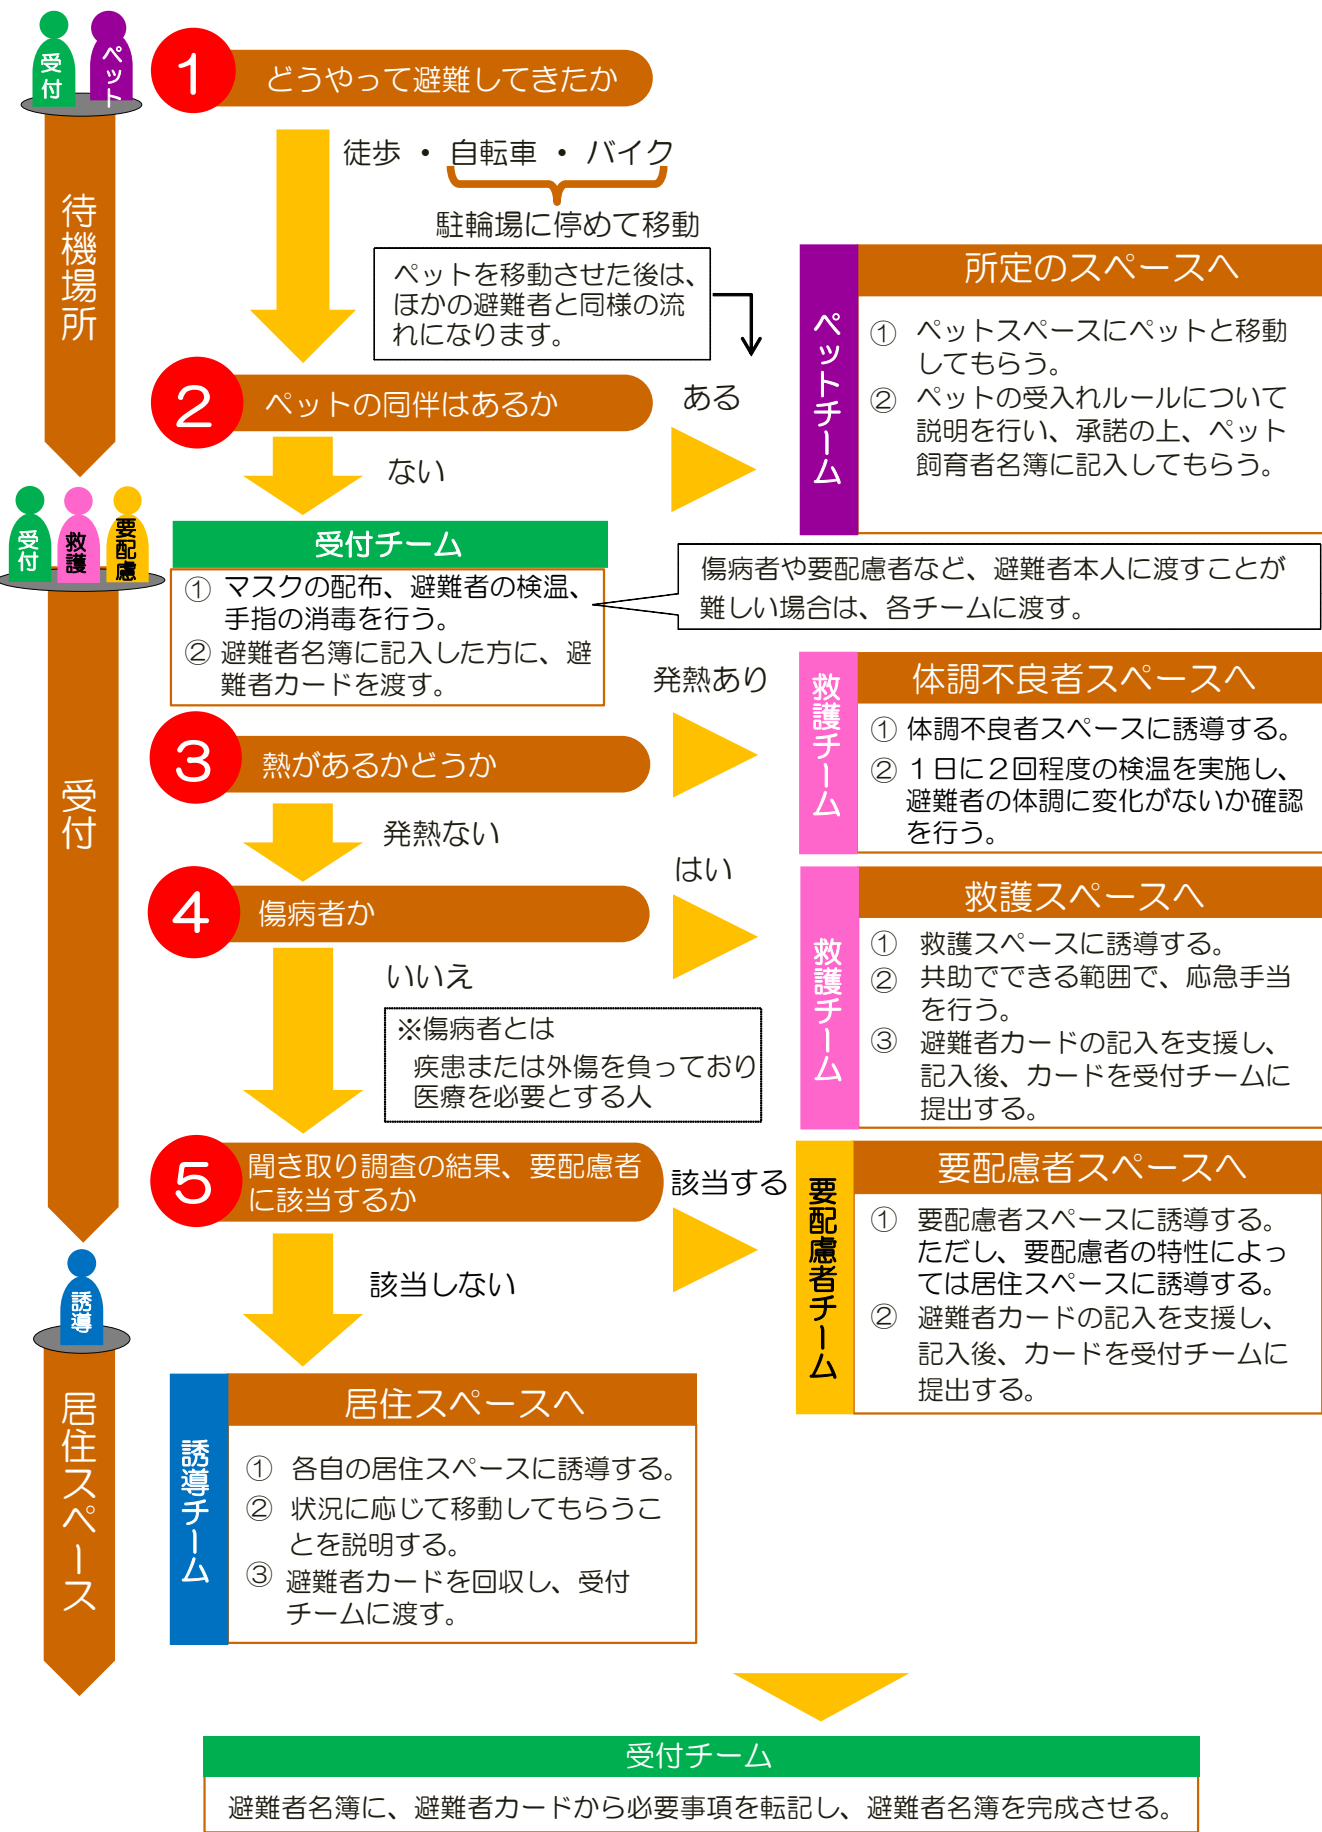 受付
ペット
1
どうやって避難してきたか
待機場所
徒歩 ・ 自転車 ・ バイク
駐輪場に停めて移動
ペットを移動させた後は、
ほかの避難者と同様の流
れになります。
2
ペットの同伴はあるか
ある
ない
ペットチーム
所定のスペースへ
① ペットスペースにペットと移動
してもらう。
② ペットの受入れルールについて
説明を行い、承諾の上、ペット
飼育者名簿に記入してもらう。
受付
救護
要配慮
受付
受付チーム
① マスクの配布、避難者の検温、
手指の消毒を行う。
② 避難者名簿に記入した方に、避
難者カードを渡す。
傷病者や要配慮者など、避難者本人に渡すことが
難しい場合は、各チームに渡す。
3
熱があるかどうか
発熱あり
発熱ない
救護チーム
体調不良者スペースへ
① 体調不良者スペースに誘導する。
② １日に２回程度の検温を実施し、
避難者の体調に変化がないか確認
を行う。
4
傷病者か
はい
いいえ
※傷病者とは
疾患または外傷を負っており
医療を必要とする人
救護チーム
救護スペースへ
① 救護スペースに誘導する。
② 共助でできる範囲で、応急手当
を行う。
③ 避難者カードの記入を支援し、
記入後、カードを受付チームに
提出する。
5
聞き取り調査の結果、要配慮者
に該当するか
該当する
該当しない
要配慮者チーム
要配慮者スペースへ
① 要配慮者スペースに誘導する。
ただし、要配慮者の特性によっ
ては居住スペースに誘導する。
② 避難者カードの記入を支援し、
記入後、カードを受付チームに
提出する。
誘導
居住スペース
誘導チーム
居住スペースへ
① 各自の居住スペースに誘導する。
② 状況に応じて移動してもらうこ
とを説明する。
③ 避難者カードを回収し、受付
チームに渡す。
受付チーム
避難者名簿に、避難者カードから必要事項を転記し、避難者名簿を完成させる。